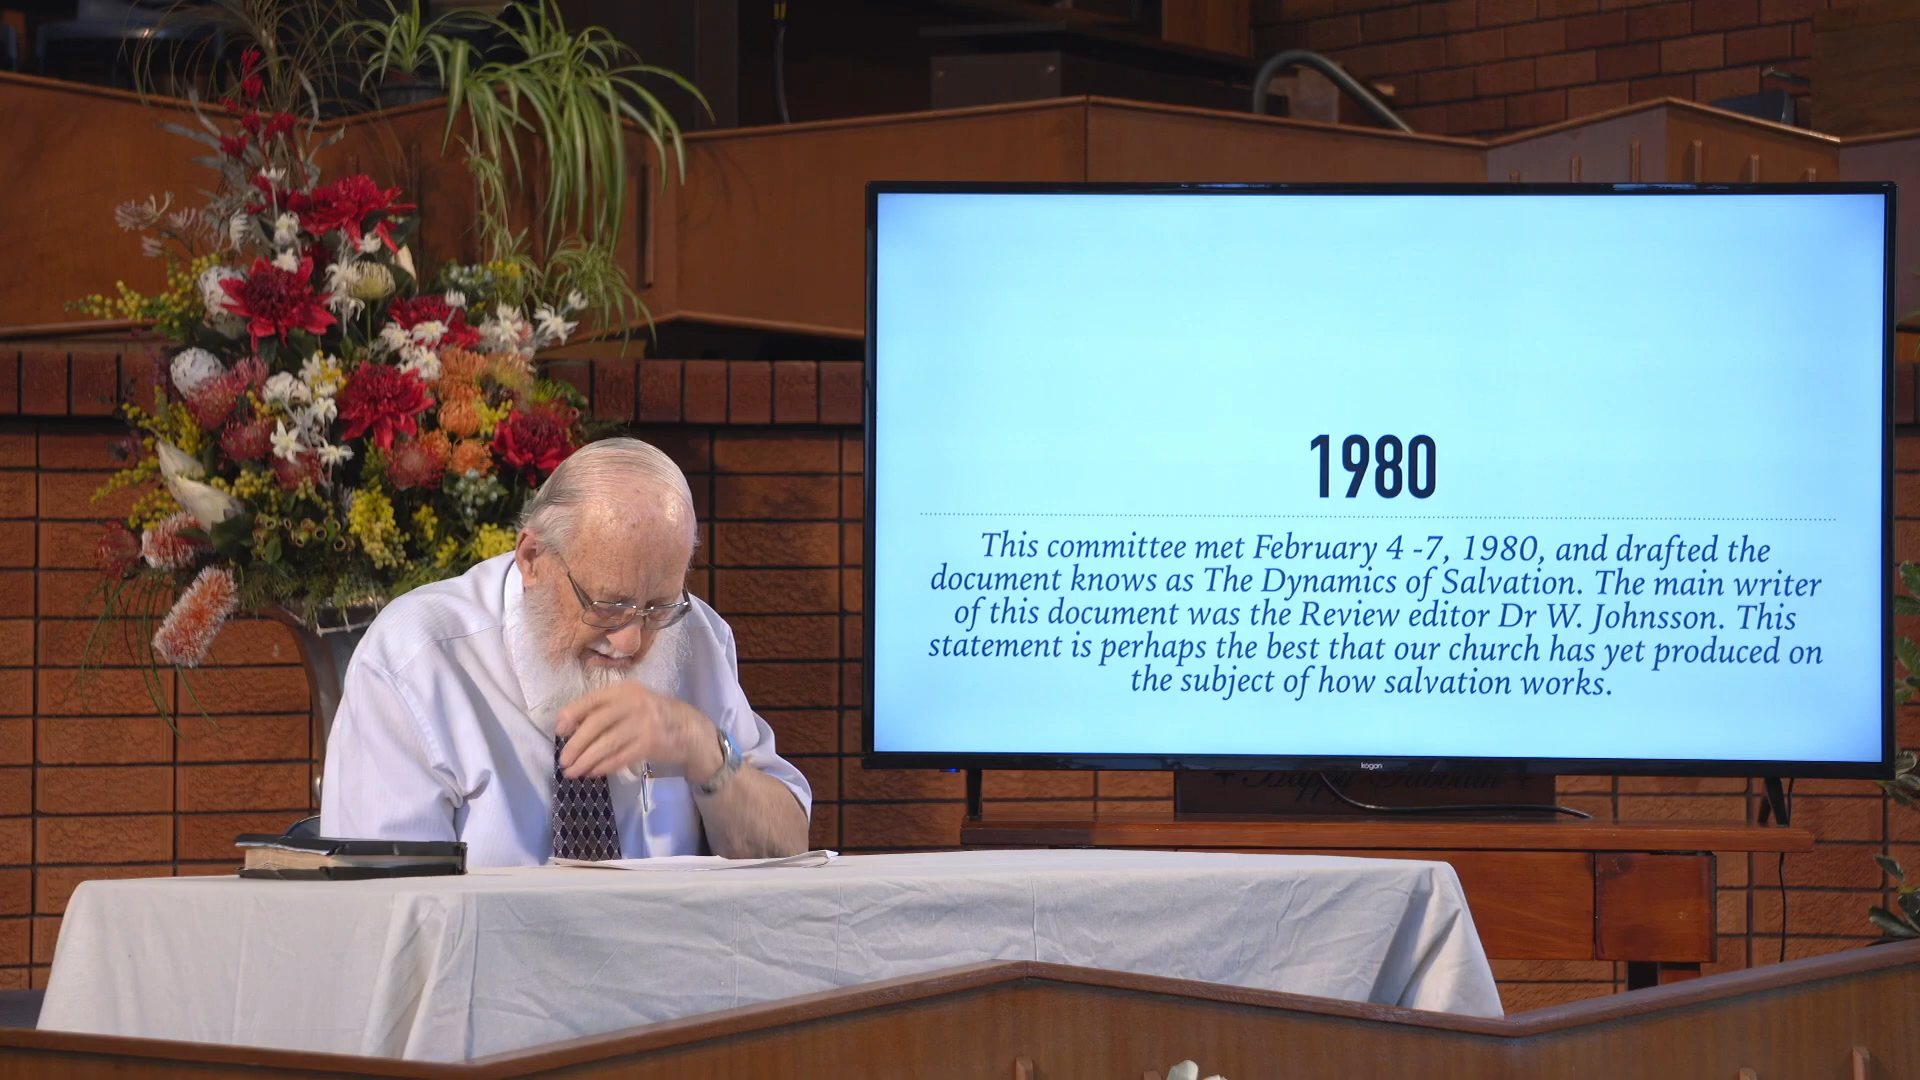 1980
This committee met February 4 -7, 1980, and drafted the
document knows as The Dynamics of Salvation. The main writer
of this document was the Review editor Dr W. Johnsson. This
statement is perhaps the best that our church has yet produced on
the subject of how salvation works.
kogan
Happy Sabbath